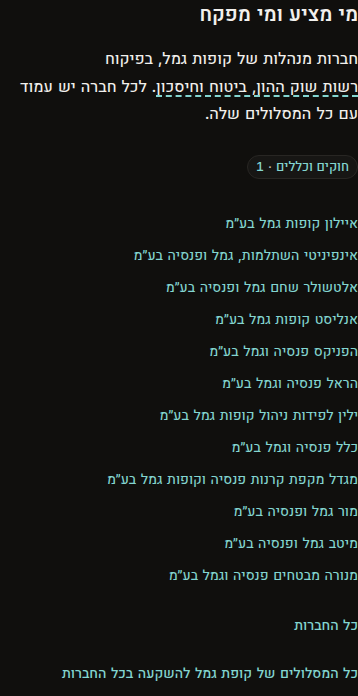 מי מציע ומי מפקח
חברות מנהלות של קופות גמל, בפיקוח
רשות שוק ההון, ביטוח וחיסכון. לכל חברה יש עמוד
עם כל המסלולים שלה.
חוקים וכללים · 1
איילון קופות גמל בע"מ
אינפיניטי השתלמות, גמל ופנסיה בע"מ
אלטשולר שחם גמל ופנסיה בע"מ
אנליסט קופות גמל בע"מ
הפניקס פנסיה וגמל בע"מ
הראל פנסיה וגמל בע"מ
ילין לפידות ניהול קופות גמל בע"מ
כלל פנסיה וגמל בע"מ
מגדל מקפת קרנות פנסיה וקופות גמל בע"מ
מור גמל ופנסיה בע"מ
מיטב גמל ופנסיה בע"מ
מנורה מבטחים פנסיה וגמל בע"מ
כל החברות
כל המסלולים של קופת גמל להשקעה בכל החברות